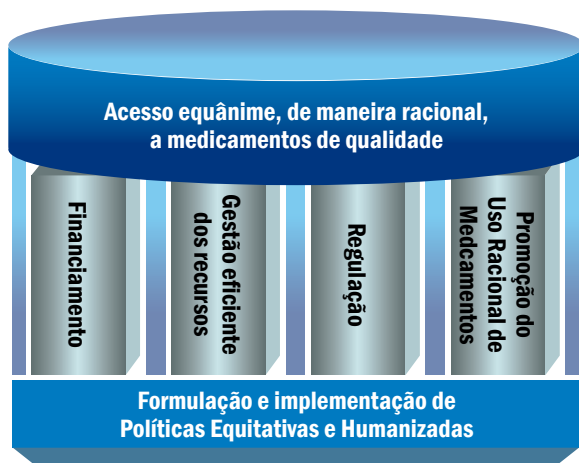 Acesso equânime, de maneira racional,
a medicamentos de qualidade
Financiamento
Gestão eficiente
dos recursos
Regulação
Promoção do
Uso Racional de
Medcamentos
Formulação e implementação de
Políticas Equitativas e Humanizadas